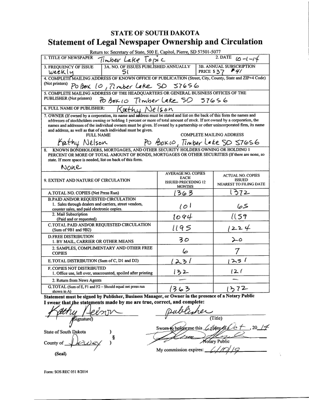 STATE OF SOUTH DAKOTA
Statement of Legal Newspaper Ownership and Circulation
Return to: Secretary of State, 500 E. Capitol, Pierre, SD 57501-5077
1. TITLE OF NEWSPAPER Timber Lake Topic 2. DATE 10-1-14
3. FREQUENCY OF ISSUE weekly 3A. NO. OF ISSUES PUBLISHED ANNUALLY 51 3B. ANNUAL SUBSCRIPTION PRICE $37 $41
4. COMPLETE MAILING ADDRESS OF KNOWN OFFICE OF PUBLICATION (Street, City, County, State and ZIP+4 Code)
(Not printers) PO Box 10, Timber Lake SD 57656
5. COMPLETE MAILING ADDRESS OF THE HEADQUARTERS OR GENERAL BUSINESS OFFICES OF THE
PUBLISHER (Not printers) PO Box 10 Timber Lake SD 57656
6. FULL NAME OF PUBLISHER: Kathy Nelson
7. OWNER (If owned by a corporation, its name and address must be stated and list on the back of this form the names and
addresses of stockholders owning or holding 1 percent or more of total amount of stock. If not owned by a corporation, the
names and addresses of the individual owners must be given. If owned by a partnership or other unincorporated firm, its name
and address, as well as that of each individual must be given.
FULL NAME COMPLETE MAILING ADDRESS
Kathy Nelson PO Box 10 Timber Lake SD 57656
8. KNOWN BONDHOLDERS, MORTGAGEES, AND OTHER SECURITY HOLDERS OWNING OR HOLDING 1
PERCENT OR MORE OF TOTAL AMOUNT OF BONDS, MORTGAGES OR OTHER SECURITIES (If there are none, so
state. If more space is needed, list on back of this form.
None
9. EXTENT AND NATURE OF CIRCULATION AVERAGE NO. COPIES EACH ISSUED PRECEDING 12 MONTHS ACTUAL NO. COPIES ISSUED NEAREST TO FILING DATE
A. TOTAL NO. COPIES (Net Press Run) 1363 1372
B. PAID AND/OR REQUESTED CIRCULATION
1. Sales through dealers and carriers, street vendors,
counter sales, and paid electronic copies. 101 65
2. Mail Subscription
(Paid and or requested) 1094 1159
C. TOTAL PAID AND/OR REQUESTED CIRCULATION
(Sum of 9B1 and 9B2) 1195 1224
D. FREE DISTRIBUTION
1. BY MAIL, CARRIER OR OTHER MEANS 30 20
2. SAMPLES, COMPLIMENTARY AND OTHER FREE
COPIES 6 7
E. TOTAL DISTRIBUTION (Sum of C, D1 and D2) 1231 1251
F. COPIES NOT DISTRIBUTED
1. Office use, left over, unaccounted, spoiled after printing 132 121
2. Return from News Agents – –
G. TOTAL (Sum of E, F1 and F2 - Should equal net press run
shown in A) 1363 1372
Statement must be signed by Publisher, Business Manager, or Owner in the presence of a Notary Public
I swear that the statements made by me are true, correct, and complete:
Kathy Nelson publisher
(Signature) (Title)
State of South Dakota )
§
County of Dewey )
Sworn to before me this day of Oct, 20 14
Notary Public
(Seal) My commission expires:
Form: SOS REC 051 8/2014